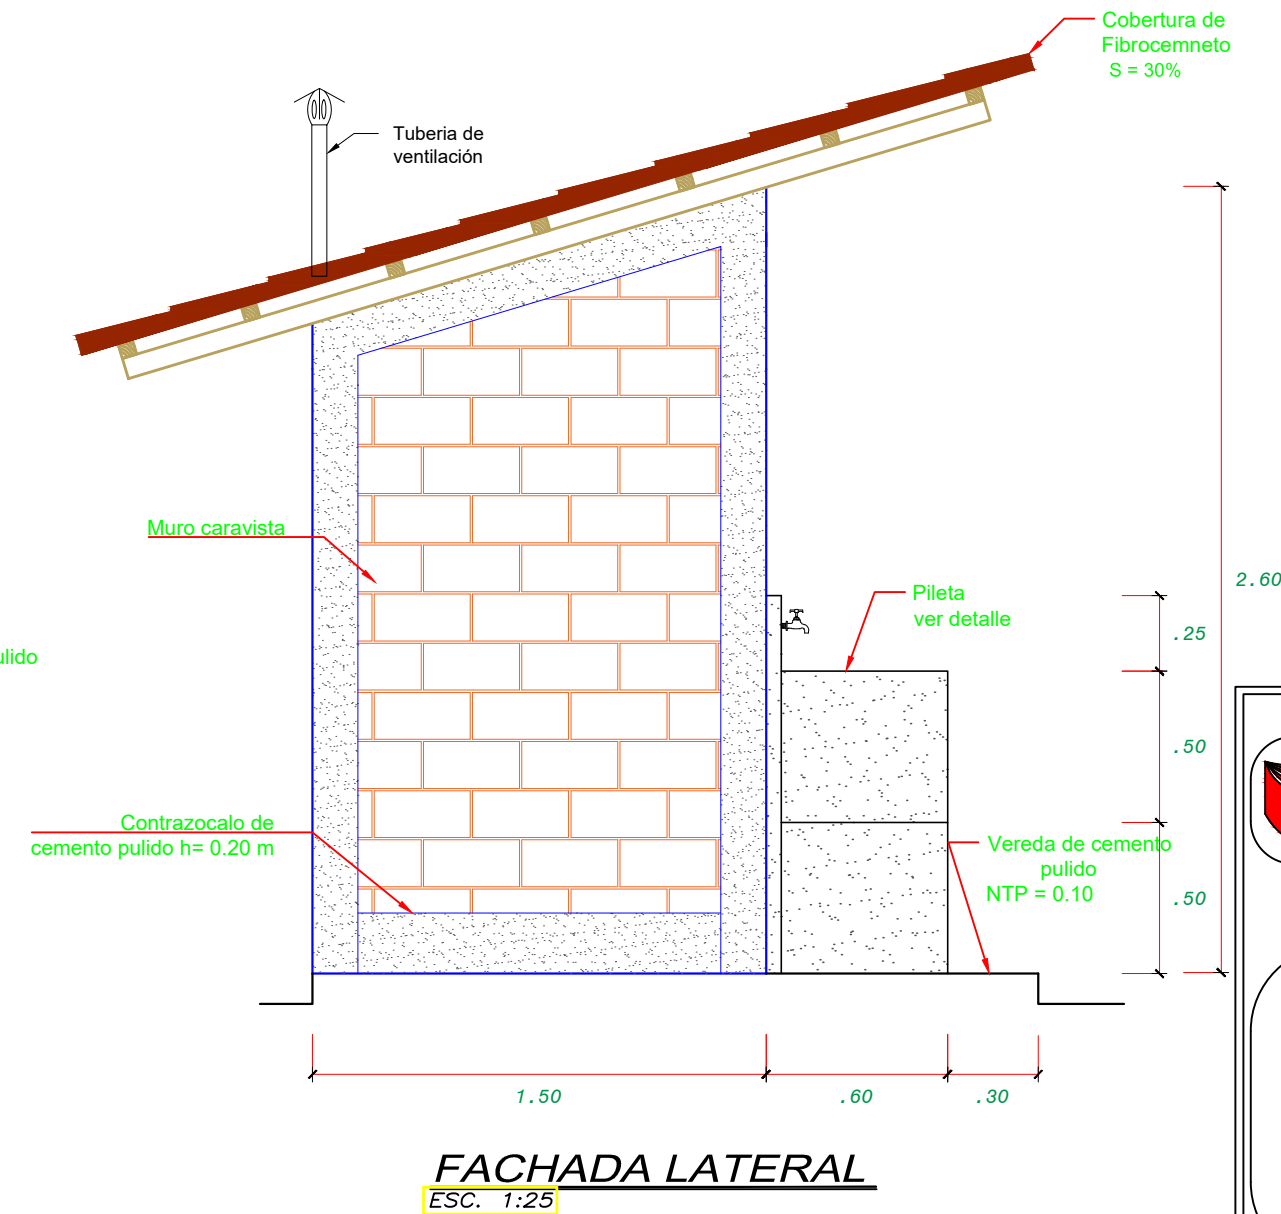 Cobertura de
Fibrocemneto
S = 30%
Tuberia de
ventilación
Muro caravista
Pileta
ver detalle
2.60
.25
ulido
.50
Contrazocalo de
cemento pulido h= 0.20 m
Vereda de cemento
pulido
NTP = 0.10
.50
1.50
.60
.30
FACHADA LATERAL
ESC. 1:25